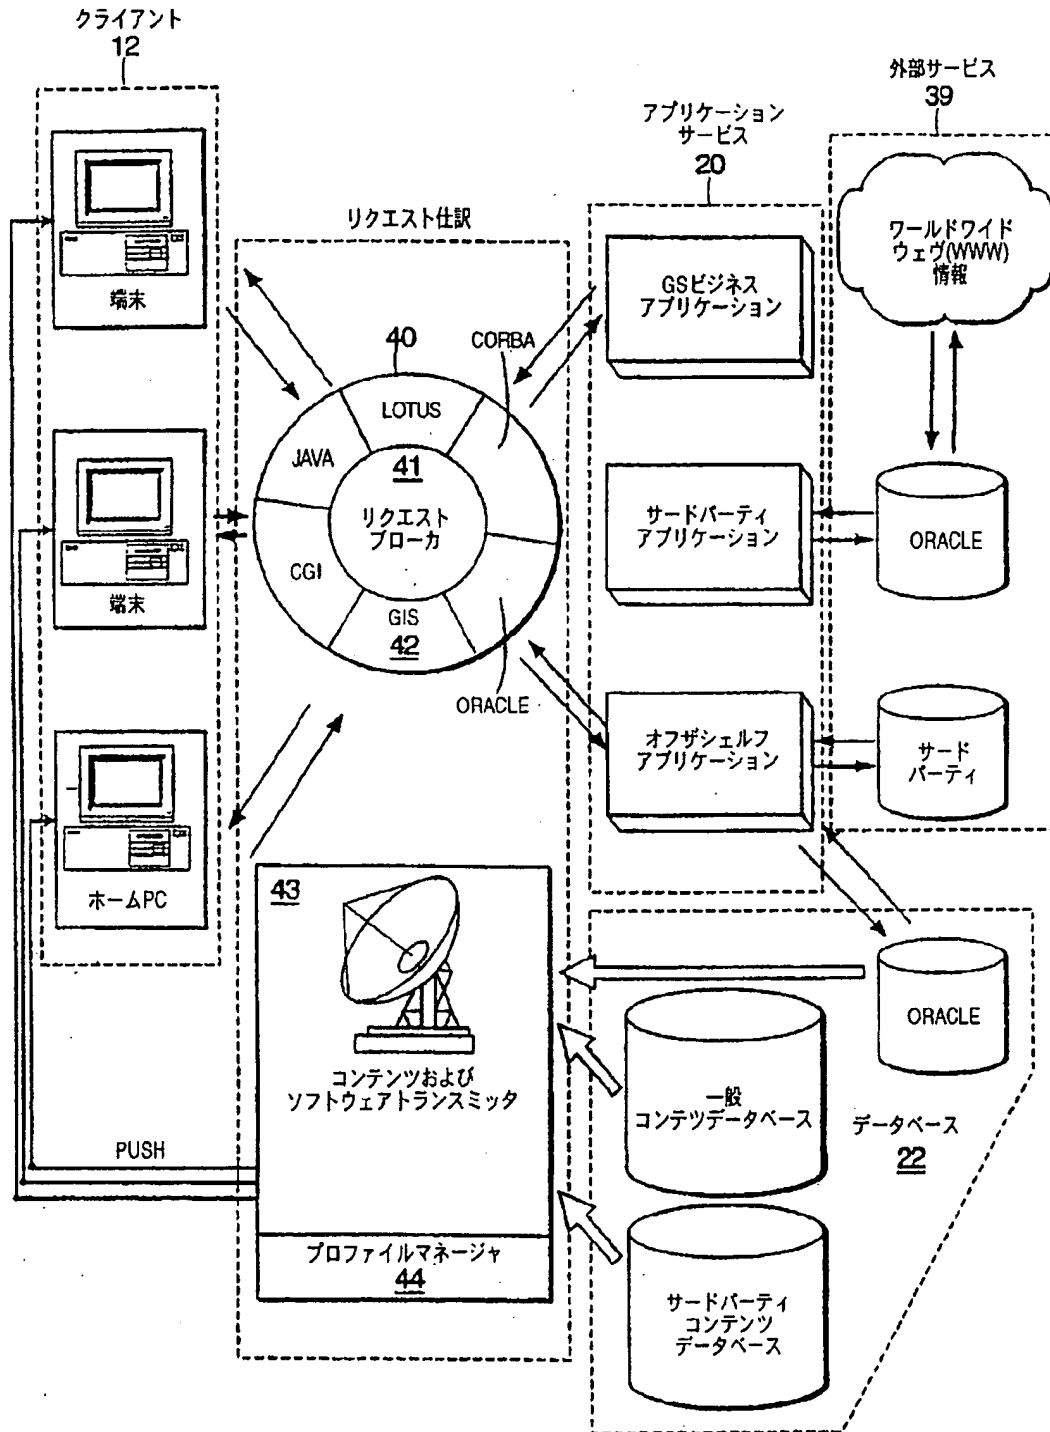 クライアント
12
端末
端末
ホームPC
PUSH
リクエスト仕訳
40
LOTUS
CORBA
JAVA
41
リクエスト
ブローカ
CGI
GIS
42
ORACLE
43
コンテンツおよび
ソフトウェアトランスミッタ
プロファイルマネージャ
44
アプリケーション
サービス
20
GSビジネス
アプリケーション
サードパーティ
アプリケーション
オフザシェルフ
アプリケーション
外部サービス
39
ワールドワイド
ウェヴ(WWW)
情報
ORACLE
サード
パーティ
ORACLE
一般
コンテツデータベース
データベース
22
サードパーティ
コンテンツ
データベース